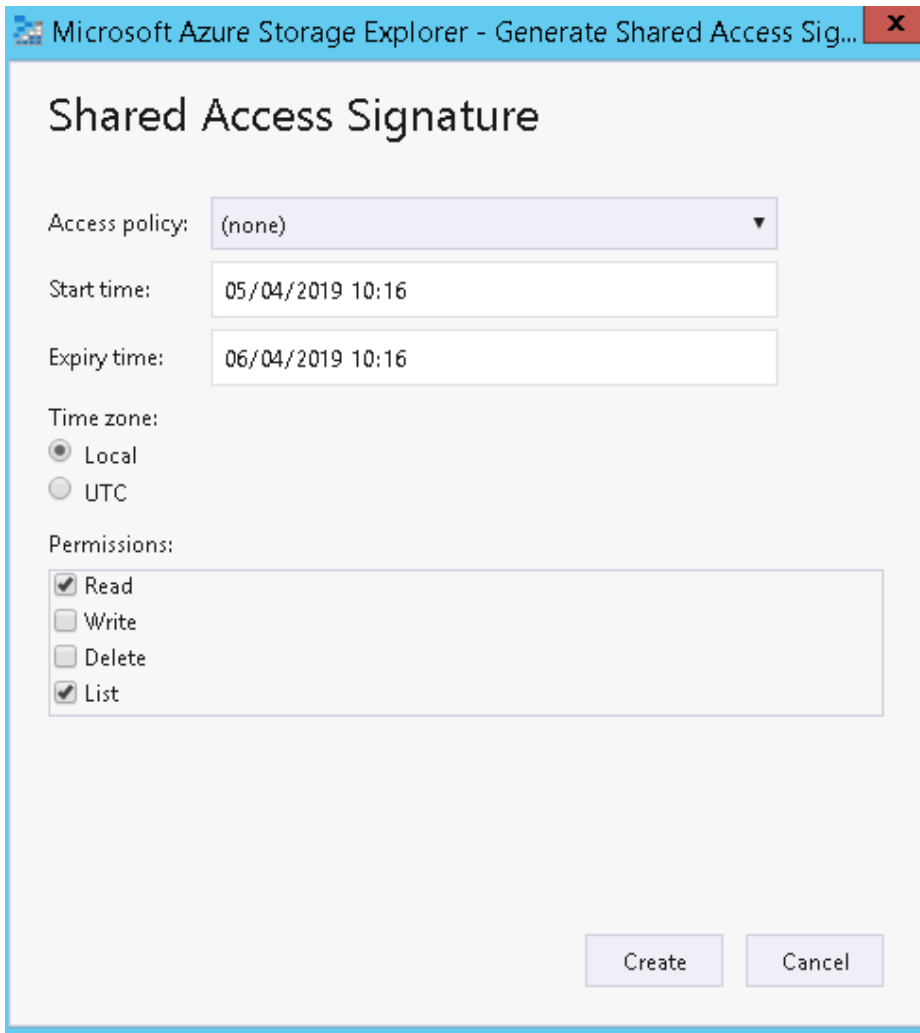 Microsoft Azure Storage Explorer - Generate Shared Access Sig...
Shared Access Signature
Access policy: (none)
Start time: 05/04/2019 10:16
Expiry time: 06/04/2019 10:16
Time zone:
Local
UTC
Permissions:
Read
Write
Delete
List
Create Cancel